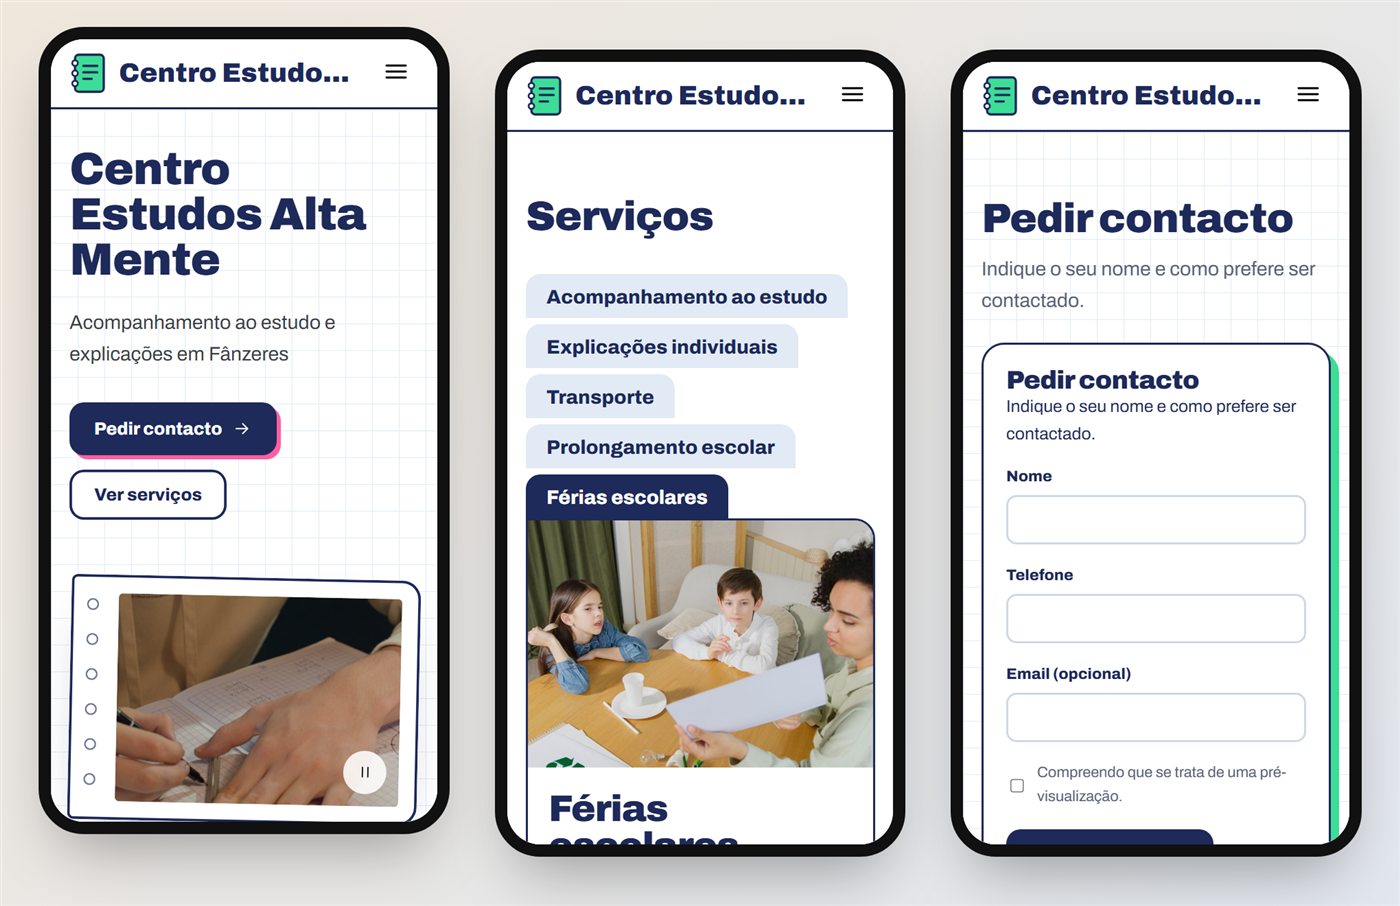 Centro Estudo...
Centro
Estudos Alta
Mente
Acompanhamento ao estudo e
explicações em Fânzeres
Pedir contacto →
Ver serviços
Centro Estudo...
Serviços
Acompanhamento ao estudo
Explicações individuais
Transporte
Prolongamento escolar
Férias escolares
Férias
escolares
Centro Estudo...
Pedir contacto
Indique o seu nome e como prefere ser
contactado.
Pedir contacto
Indique o seu nome e como prefere ser
contactado.
Nome
Telefone
Email (opcional)
Compreendo que se trata de uma pré-
visualização.